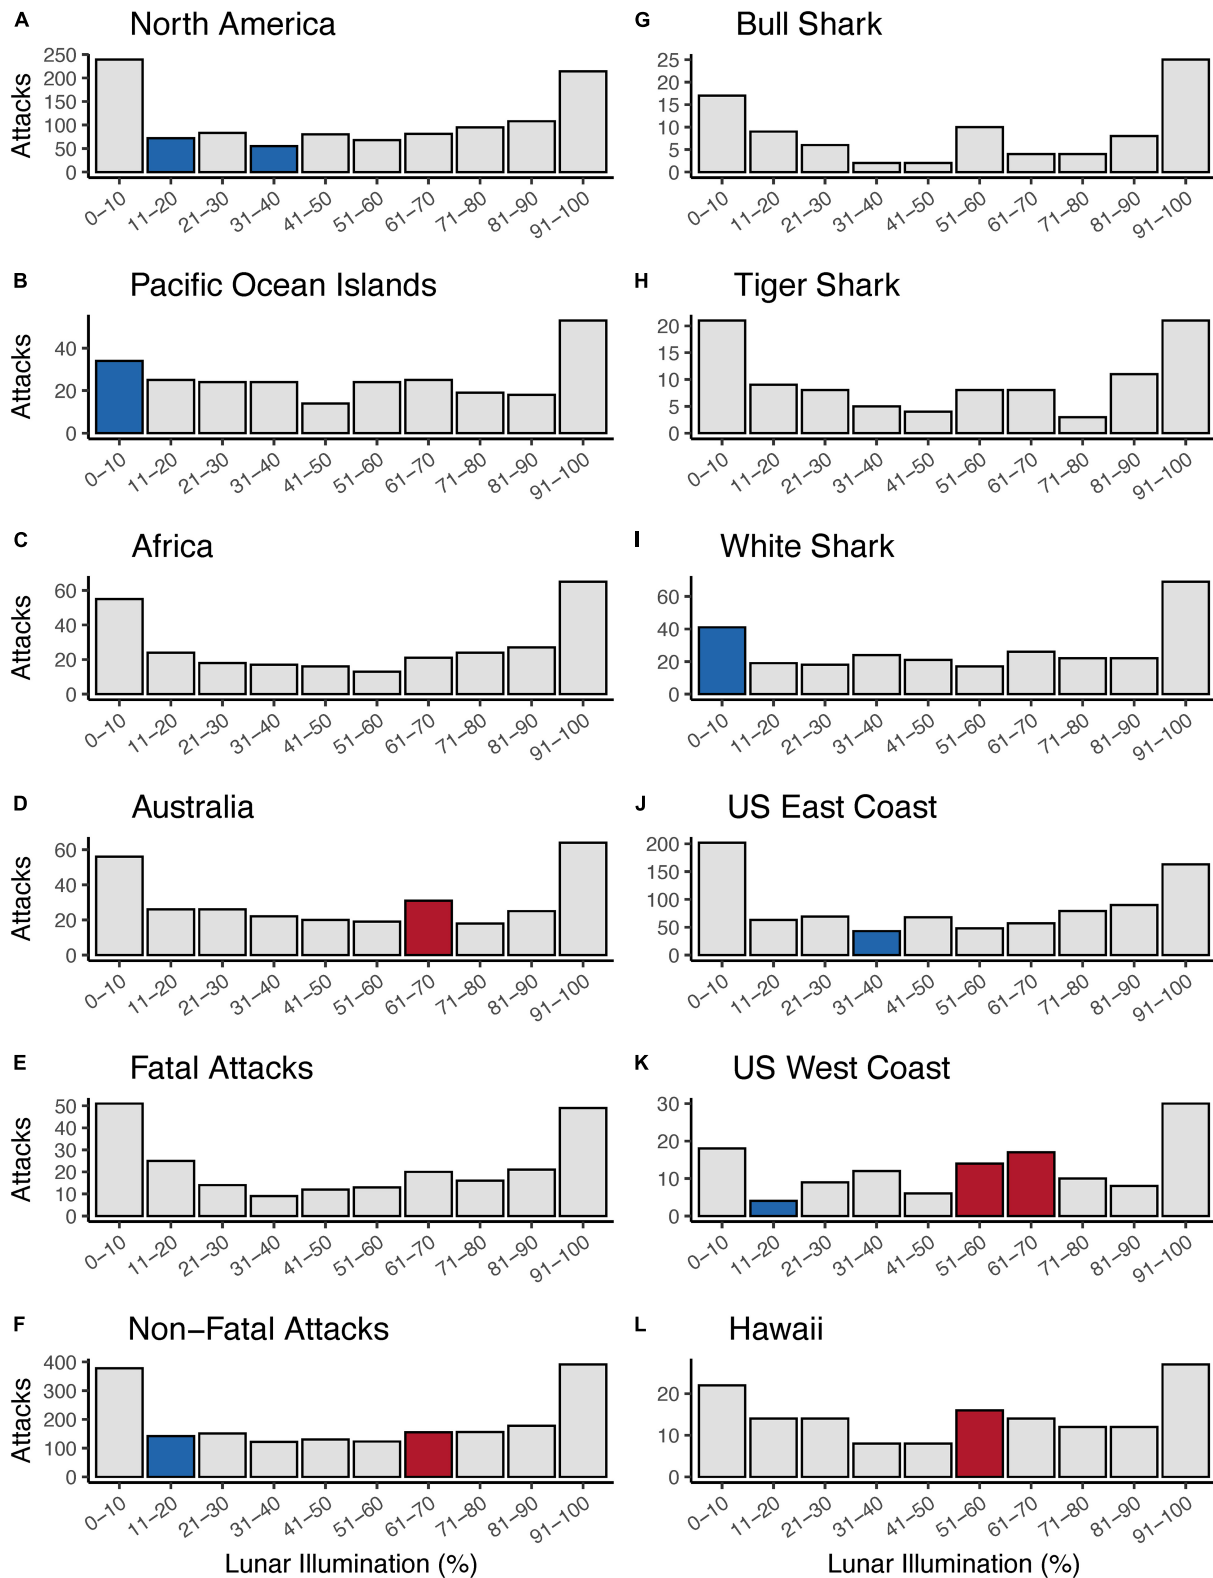 A North America
Attacks
250
200
150
100
50
0
0–10 11–20 21–30 31–40 41–50 51–60 61–70 71–80 81–90 91–100
B Pacific Ocean Islands
Attacks
40
20
0
0–10 11–20 21–30 31–40 41–50 51–60 61–70 71–80 81–90 91–100
C Africa
Attacks
60
40
20
0
0–10 11–20 21–30 31–40 41–50 51–60 61–70 71–80 81–90 91–100
D Australia
Attacks
60
40
20
0
0–10 11–20 21–30 31–40 41–50 51–60 61–70 71–80 81–90 91–100
E Fatal Attacks
Attacks
50
40
30
20
10
0
0–10 11–20 21–30 31–40 41–50 51–60 61–70 71–80 81–90 91–100
F Non–Fatal Attacks
Attacks
400
300
200
100
0
0–10 11–20 21–30 31–40 41–50 51–60 61–70 71–80 81–90 91–100
Lunar Illumination (%)
G Bull Shark
25
20
15
10
5
0
0–10 11–20 21–30 31–40 41–50 51–60 61–70 71–80 81–90 91–100
H Tiger Shark
20
15
10
5
0
0–10 11–20 21–30 31–40 41–50 51–60 61–70 71–80 81–90 91–100
I White Shark
60
40
20
0
0–10 11–20 21–30 31–40 41–50 51–60 61–70 71–80 81–90 91–100
J US East Coast
200
150
100
50
0
0–10 11–20 21–30 31–40 41–50 51–60 61–70 71–80 81–90 91–100
K US West Coast
30
20
10
0
0–10 11–20 21–30 31–40 41–50 51–60 61–70 71–80 81–90 91–100
L Hawaii
20
10
0
0–10 11–20 21–30 31–40 41–50 51–60 61–70 71–80 81–90 91–100
Lunar Illumination (%)